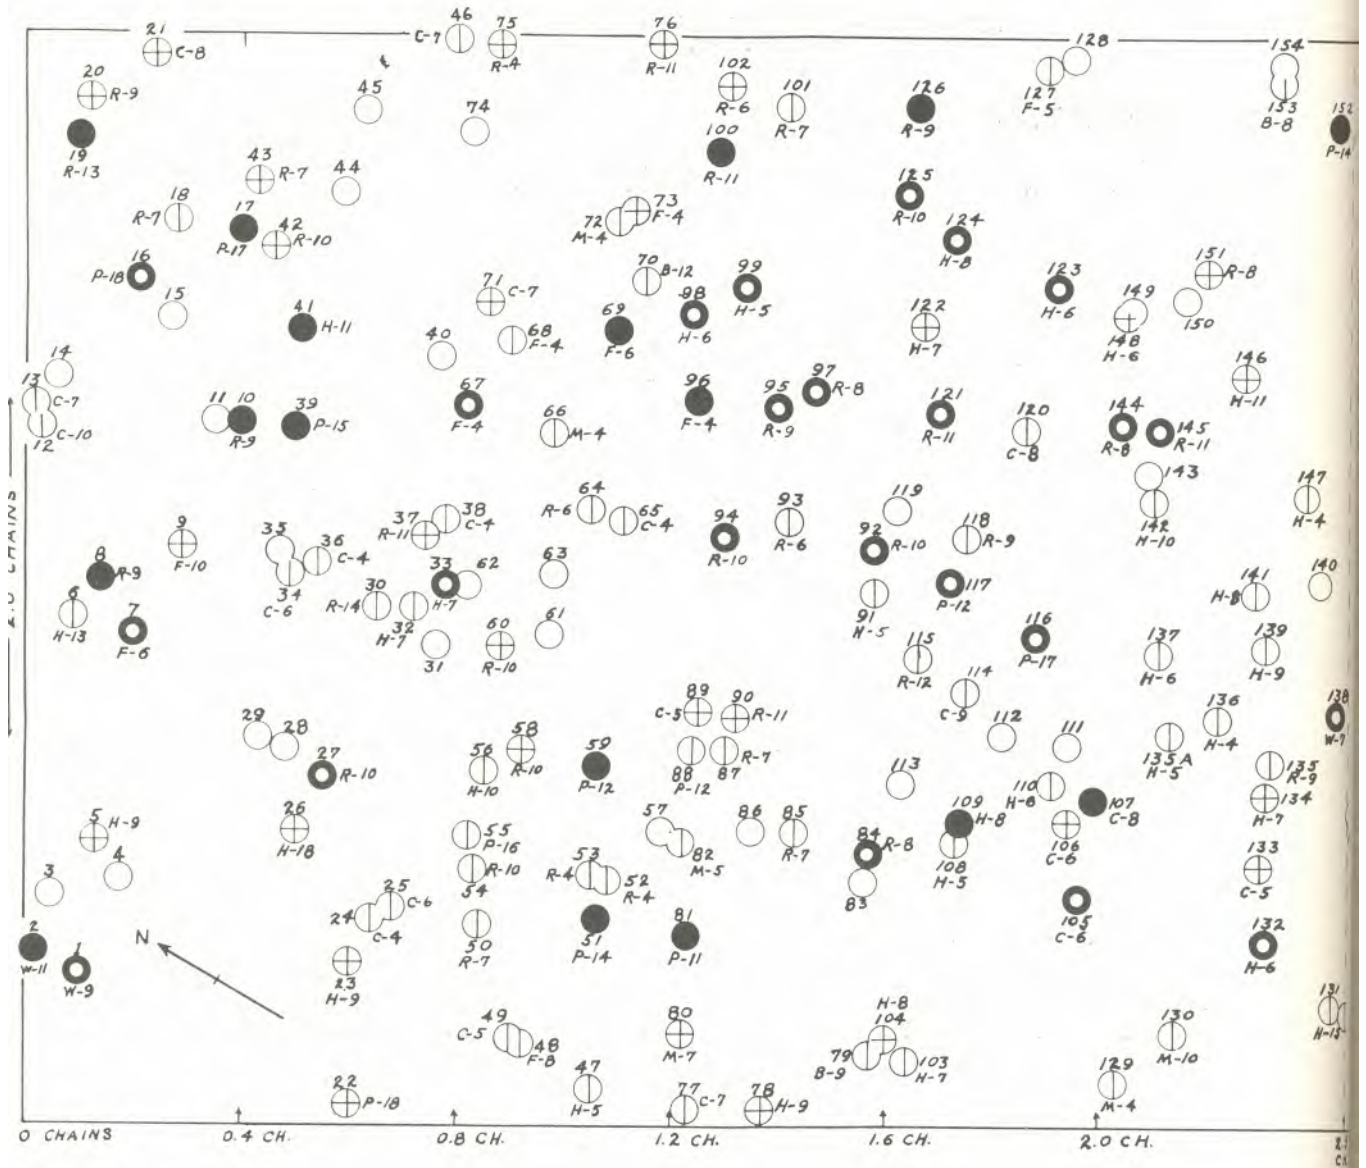 46 75 76
21 C-7 128 154
C-8 R-4 R-11 102
20 R-9 45 R-6 101 126 127 153
74 R-7 R-9 F-5 B-8 152
19 100 P-14
R-13 43 R-7 44 R-11
18 125
R-7 17 42 R-10 72 73 F-4 R-10 124
P-17 M-4 H-8
16 P-18 70 B-12 99 123 151 R-8
15 71 C-7 98 H-5 H-6 149 150
41 H-11 68 F-4 69 F-6 H-6 122 H-7 148 H-6
14 40 146
13 C-7 67 96 95 97 R-8 H-11
12 C-10 11 10 R-9 39 P-15 F-4 66 M-4 F-4 R-9 121 R-11 120 C-8 144 R-8 145 R-11
143
64 R-6 65 C-4 93 R-6 119 147 H-4
9 F-10 35 36 C-4 37 R-11 38 C-4 94 R-10 92 R-10 118 R-9 142 H-10
8 R-9 34 C-6 33 H-7 62 63 117 P-12 140
6 H-13 7 F-6 30 R-14 32 H-7 91 H-5 141 H-8
31 60 R-10 61 115 R-12 116 P-17 137 H-6 139 H-9
2.0 CHAINS
89 C-5 90 R-11 114 C-9 136 H-4 138 W-7
29 28 58 R-10 112 111 135A H-5
27 R-10 56 H-10 59 P-12 88 P-12 87 R-7 113 110 H-8 135 R-9
107 C-8 134 H-7
5 H-9 26 H-18 55 P-16 57 82 M-5 86 85 R-7 109 H-8 106 C-6
4 3 54 R-10 53 R-4 52 R-4 84 R-8 83 108 H-5 133 C-5
24 C-4 25 C-6 105 C-6
2 W-11 1 W-9 N 50 R-7 51 P-14 81 P-11 132 H-6
23 H-9
49 C-5 48 F-8 80 M-7 H-8 104 79 B-9 103 H-7 130 M-10 131 H-15
22 P-18 47 H-5 77 C-7 78 H-9 129 M-4
0 CHAINS 0.4 CH. 0.8 CH. 1.2 CH. 1.6 CH. 2.0 CH.